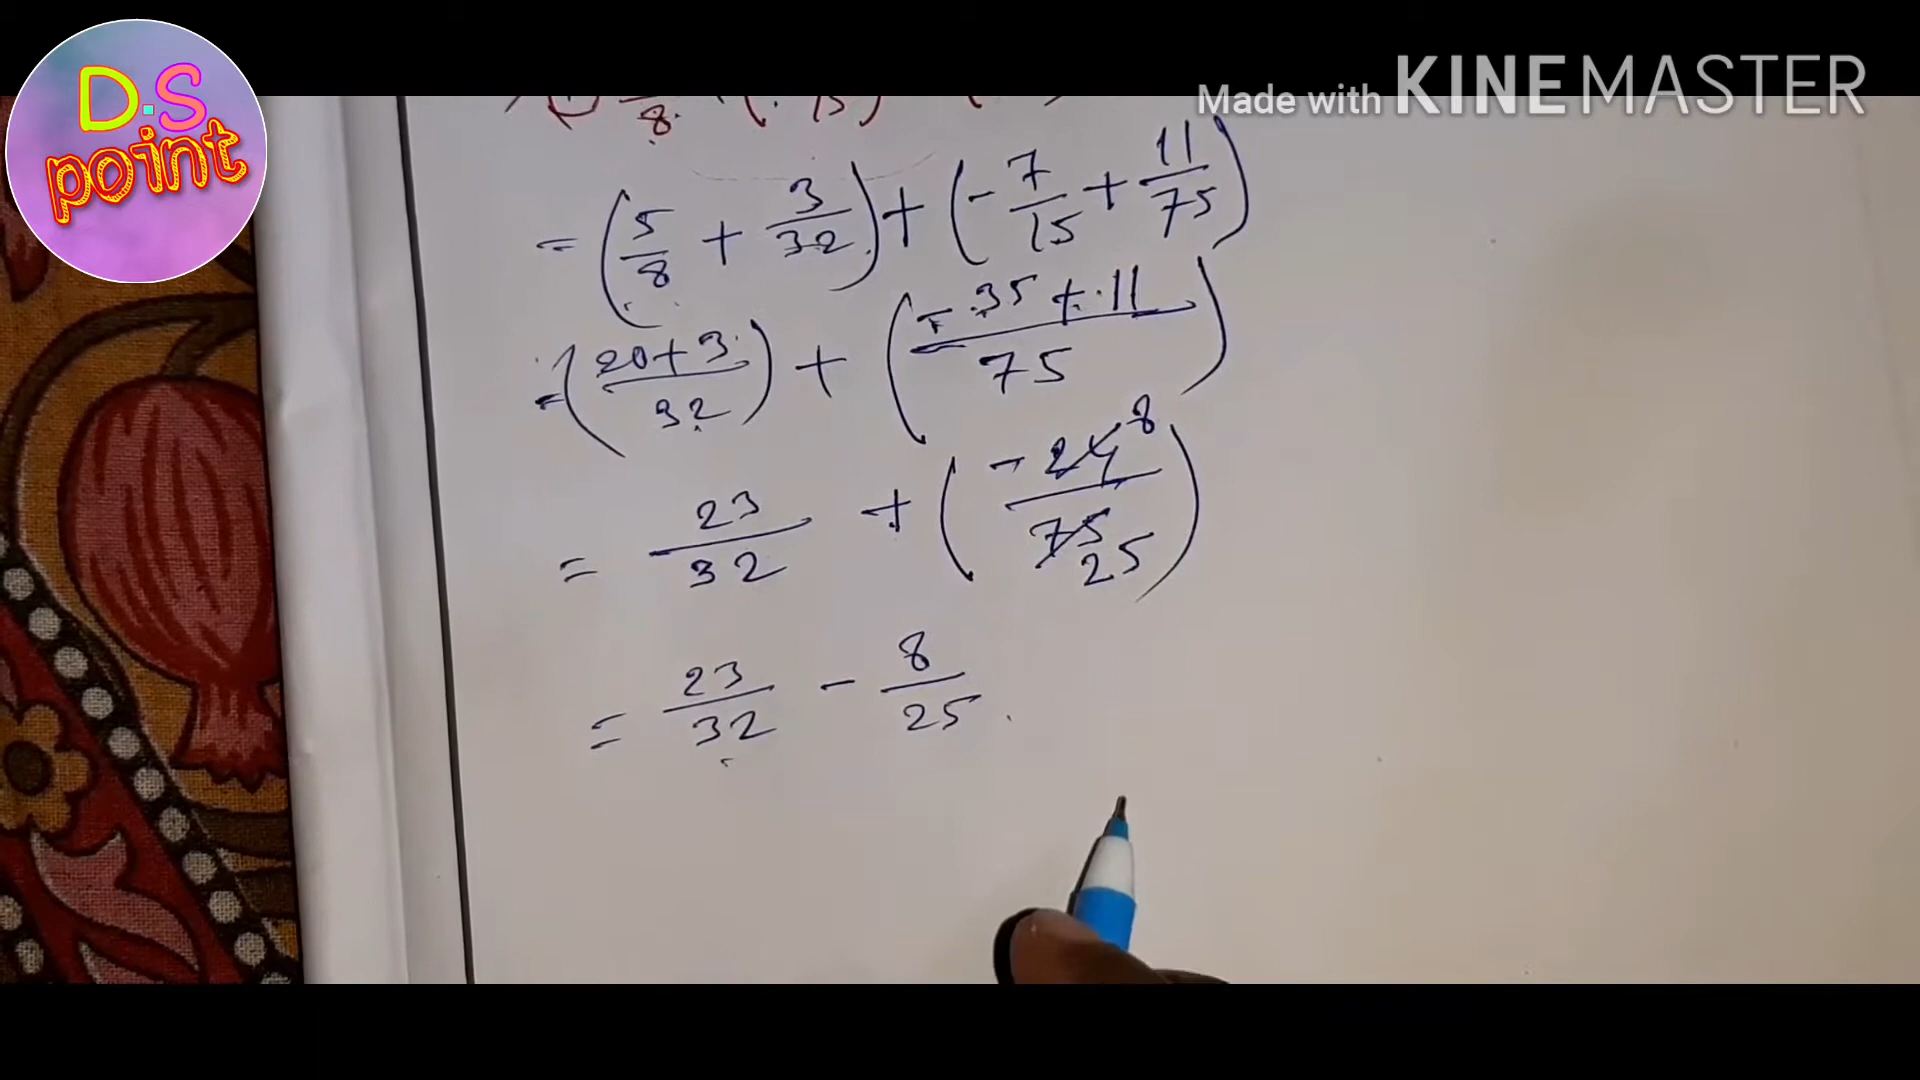 D.S
point
Made with KINEMASTER
= (5/8 + 3/32) + (- 7/15 + 11/75)
= (20+3/32) + (-35+11/75)
= 23/32 + (-24 8/75 25)
= 23/32 - 8/25